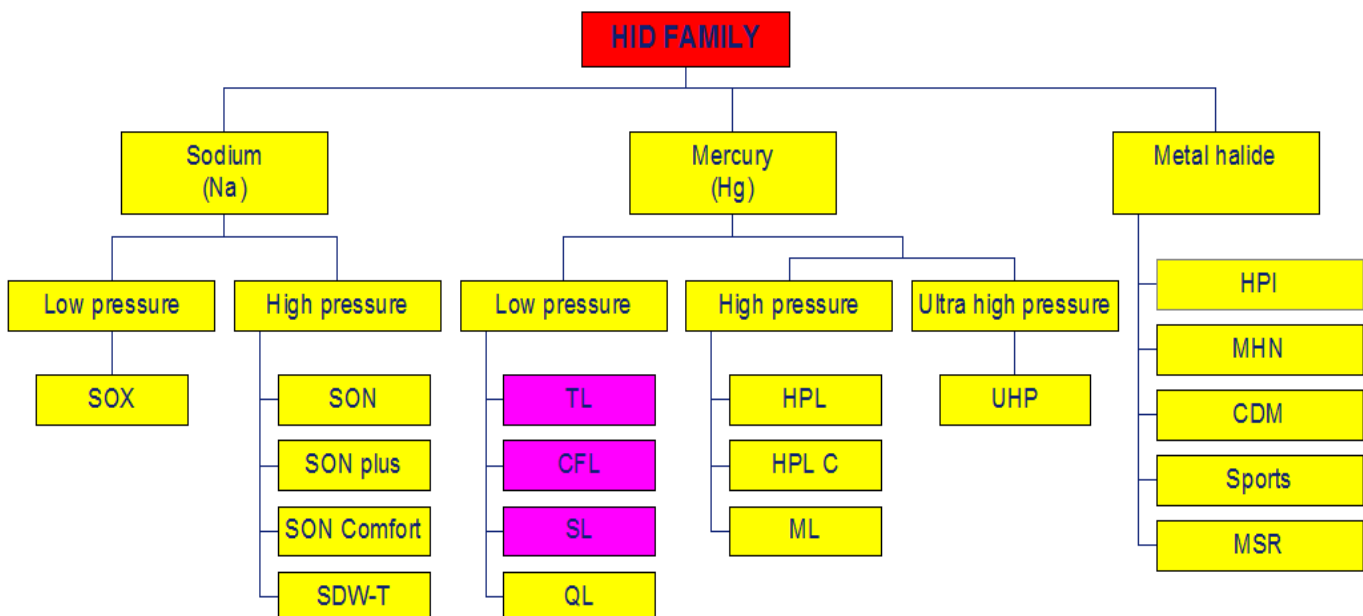 HID FAMILY
Sodium
(Na)
Mercury
(Hg)
Metal halide
Low pressure
High pressure
Low pressure
High pressure
Ultra high pressure
HPI
MHN
CDM
Sports
MSR
SOX
SON
SON plus
SON Comfort
SDW-T
TL
CFL
SL
QL
HPL
HPL C
ML
UHP